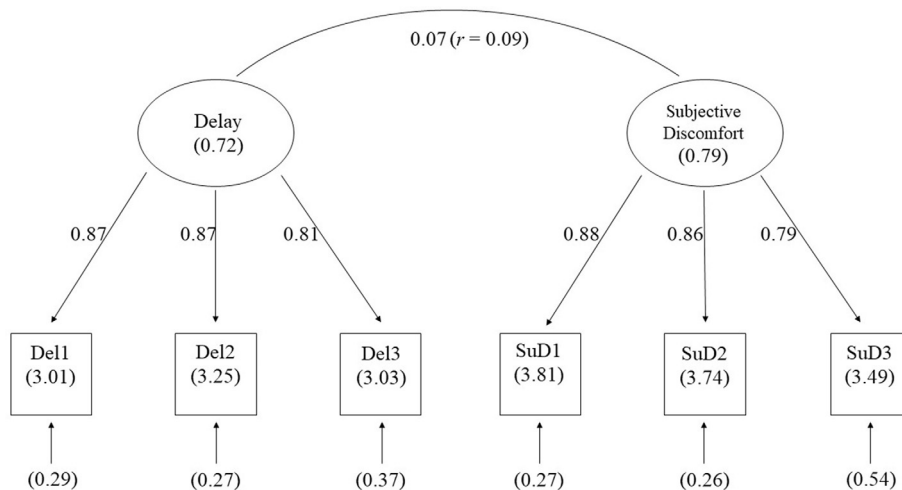 0.07 (r = 0.09)
Delay
(0.72)
Subjective
Discomfort
(0.79)
0.87
0.87
0.81
0.88
0.86
0.79
Del1
(3.01)
Del2
(3.25)
Del3
(3.03)
SuD1
(3.81)
SuD2
(3.74)
SuD3
(3.49)
(0.29)
(0.27)
(0.37)
(0.27)
(0.26)
(0.54)